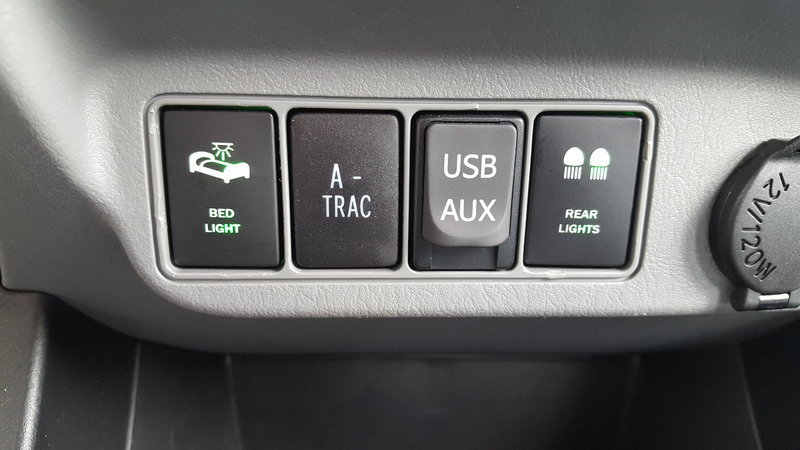 BED
LIGHT
A -
TRAC
USB
AUX
REAR
LIGHTS
12V/120W